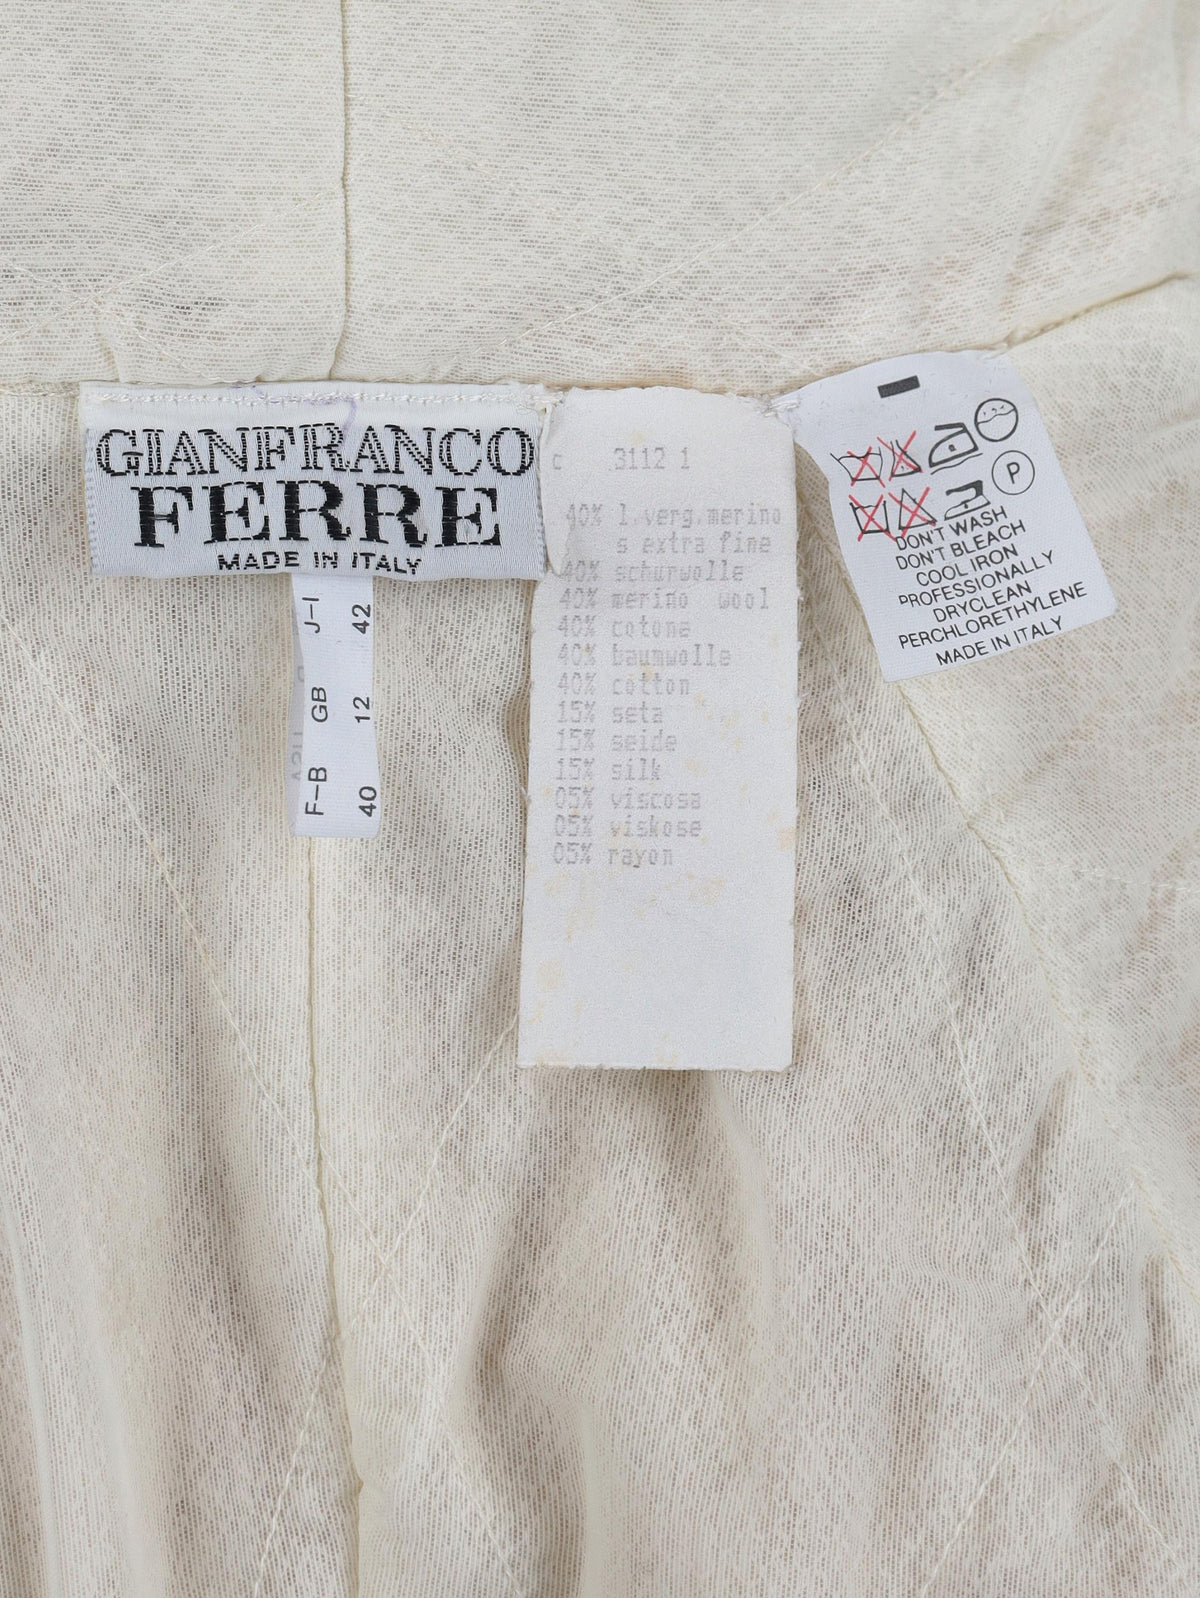 GIANFRANCO
FERRE
MADE IN ITALY
J-I 42
GB 12
F-B 40
c 3112 1
40% l.verg.merino
s extra fine
40% schurwolle
40% merino wool
40% cotone
40% baumwolle
40% cotton
15% seta
15% seide
15% silk
05% viscosa
05% viskose
05% rayon
P
DON'T WASH
DON'T BLEACH
COOL IRON
PROFESSIONALLY
DRYCLEAN
PERCHLORETHYLENE
MADE IN ITALY